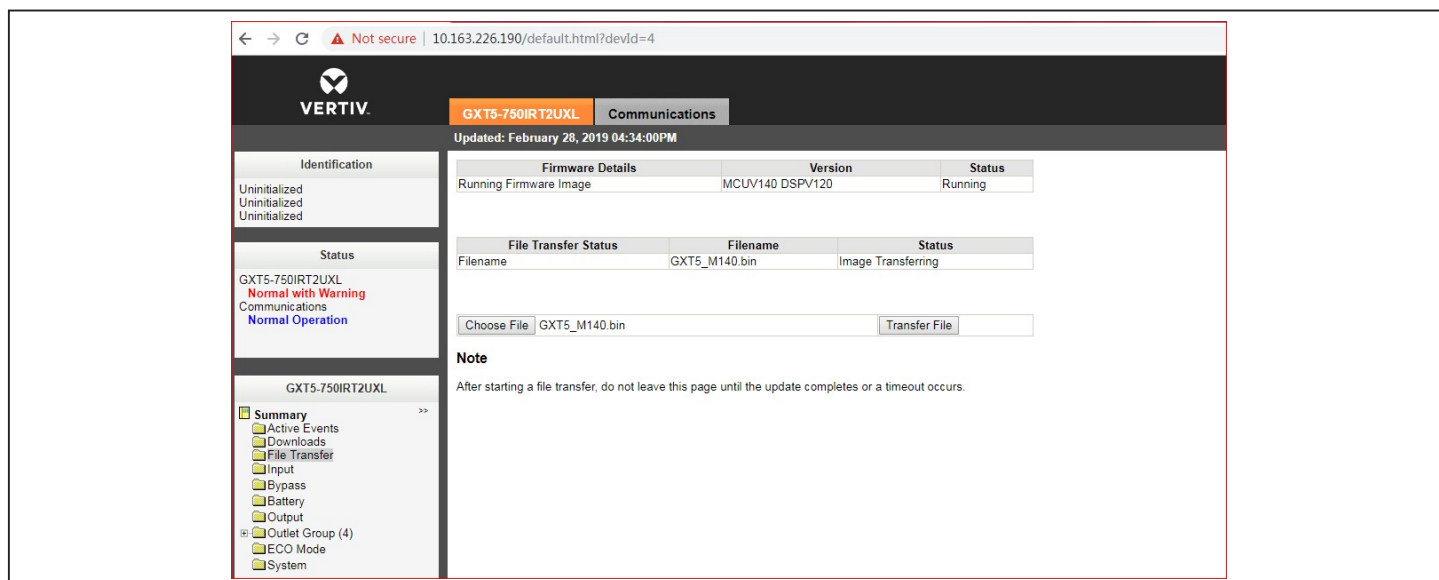 Not secure | 10.163.226.190/default.html?devId=4
VERTIV.
GXT5-750IRT2UXL Communications
Updated: February 28, 2019 04:34:00PM
Identification
Uninitialized
Uninitialized
Uninitialized
Status
GXT5-750IRT2UXL
Normal with Warning
Communications
Normal Operation
GXT5-750IRT2UXL
Summary >>
Active Events
Downloads
File Transfer
Input
Bypass
Battery
Output
Outlet Group (4)
ECO Mode
System
Firmware Details Version Status
Running Firmware Image MCUV140 DSPV120 Running
File Transfer Status Filename Status
Filename GXT5_M140.bin Image Transferring
Choose File GXT5_M140.bin Transfer File
Note
After starting a file transfer, do not leave this page until the update completes or a timeout occurs.